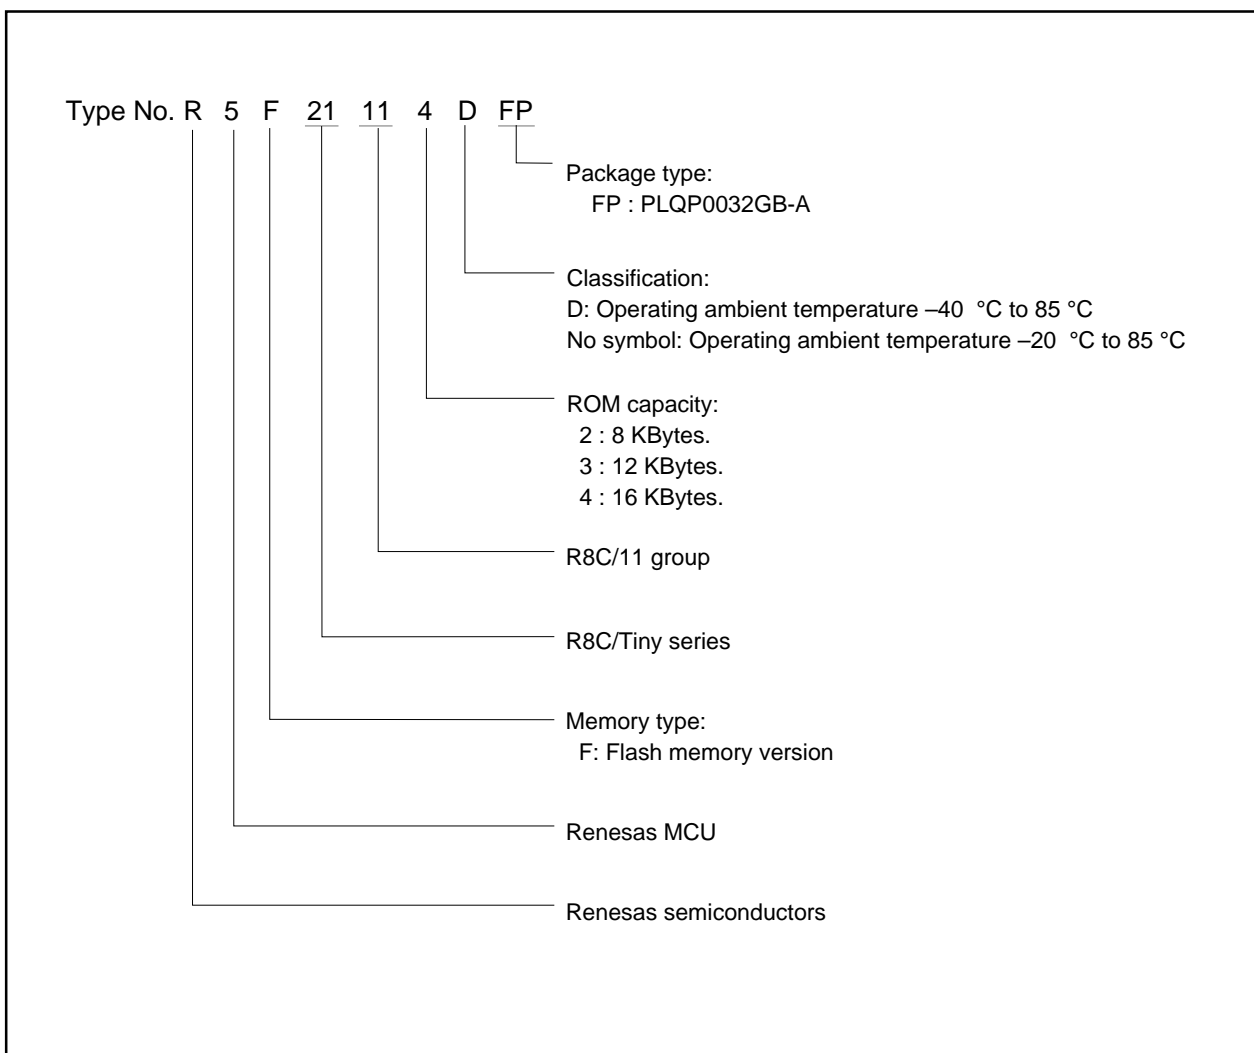 Type No. R 5 F 21 11 4 D FP
Package type:
FP : PLQP0032GB-A
Classification:
D: Operating ambient temperature –40 °C to 85 °C
No symbol: Operating ambient temperature –20 °C to 85 °C
ROM capacity:
2 : 8 KBytes.
3 : 12 KBytes.
4 : 16 KBytes.
R8C/11 group
R8C/Tiny series
Memory type:
F: Flash memory version
Renesas MCU
Renesas semiconductors